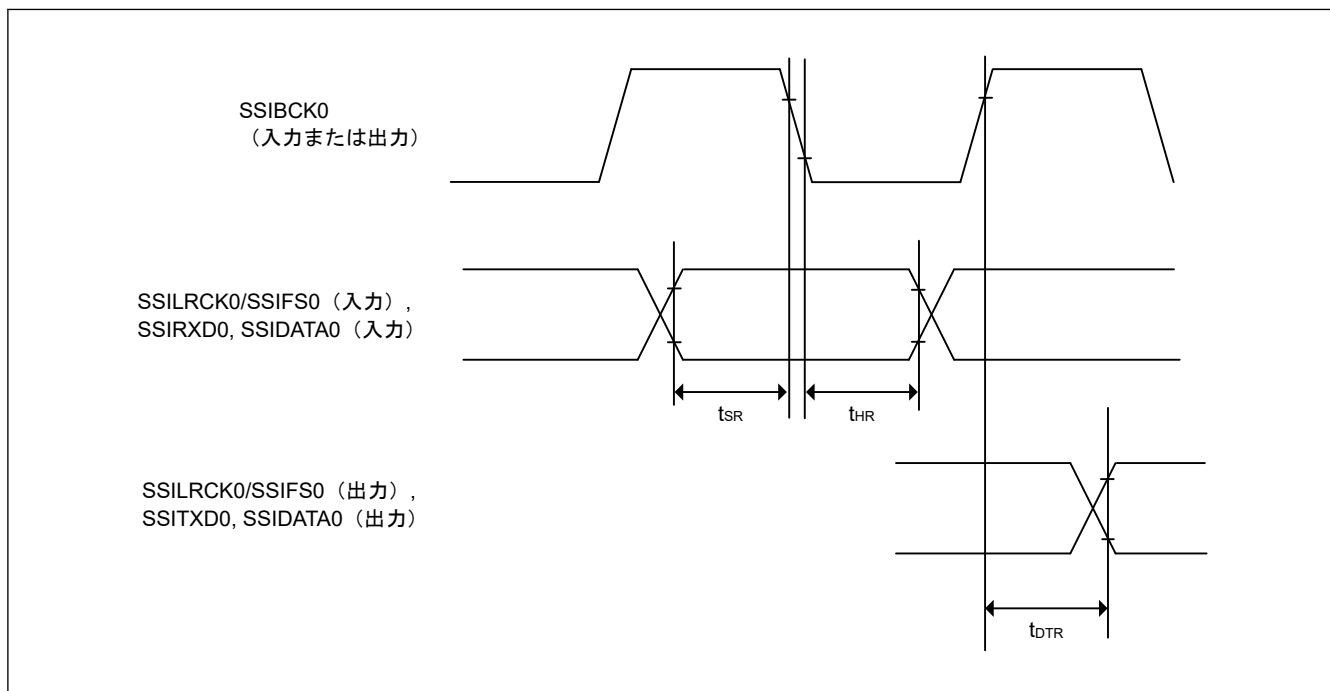 SSIBCK0
（入力または出力）
SSILRCK0/SSIFS0（入力）,
SSIRXD0, SSIDATA0（入力）
tSR
tHR
SSILRCK0/SSIFS0（出力）,
SSITXD0, SSIDATA0（出力）
tDTR